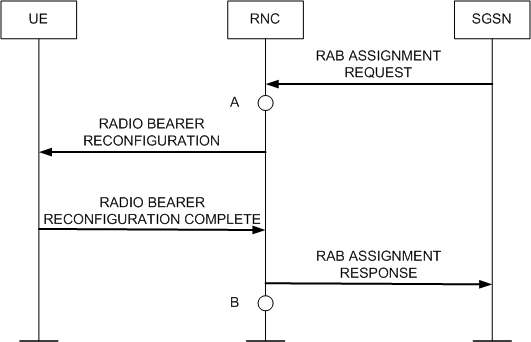 UE
RNC
SGSN
RAB ASSIGNMENT
REQUEST
A
RADIO BEARER
RECONFIGURATION
RADIO BEARER
RECONFIGURATION COMPLETE
RAB ASSIGNMENT
RESPONSE
B